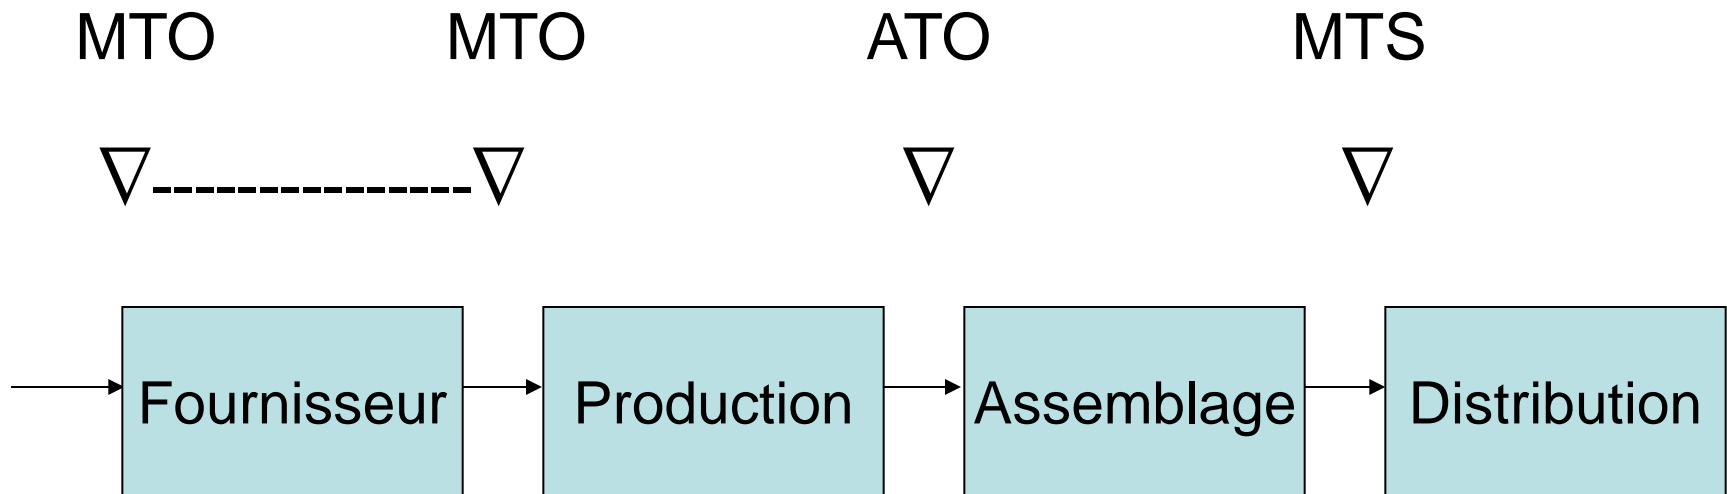 MTO MTO ATO MTS
Fournisseur Production Assemblage Distribution